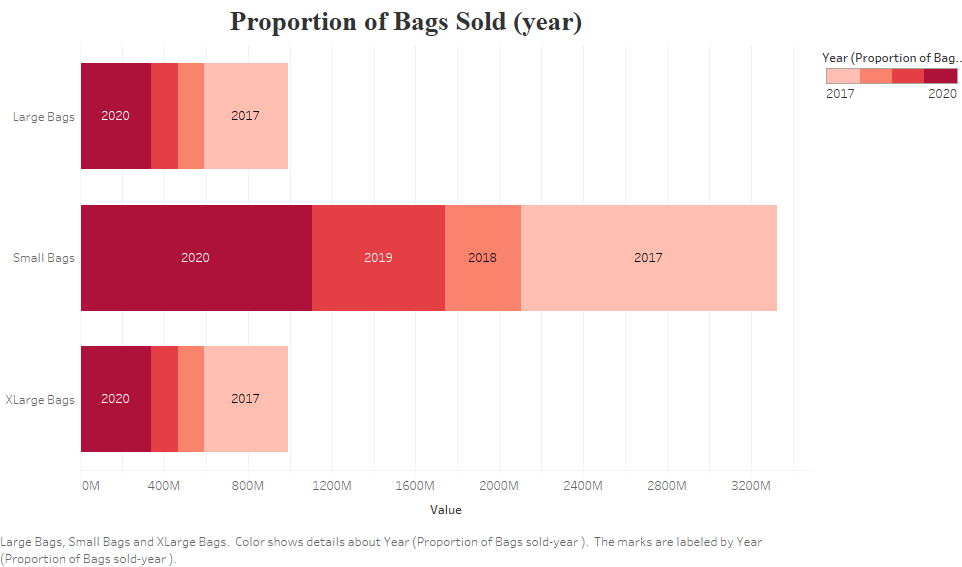 Proportion of Bags Sold (year)
Year (Proportion of Bag..
2017 2020
Large Bags 2020 2017
Small Bags 2020 2019 2018 2017
XLarge Bags 2020 2017
0M 400M 800M 1200M 1600M 2000M 2400M 2800M 3200M
Value
Large Bags, Small Bags and XLarge Bags.  Color shows details about Year (Proportion of Bags sold-year ).  The marks are labeled by Year
(Proportion of Bags sold-year ).